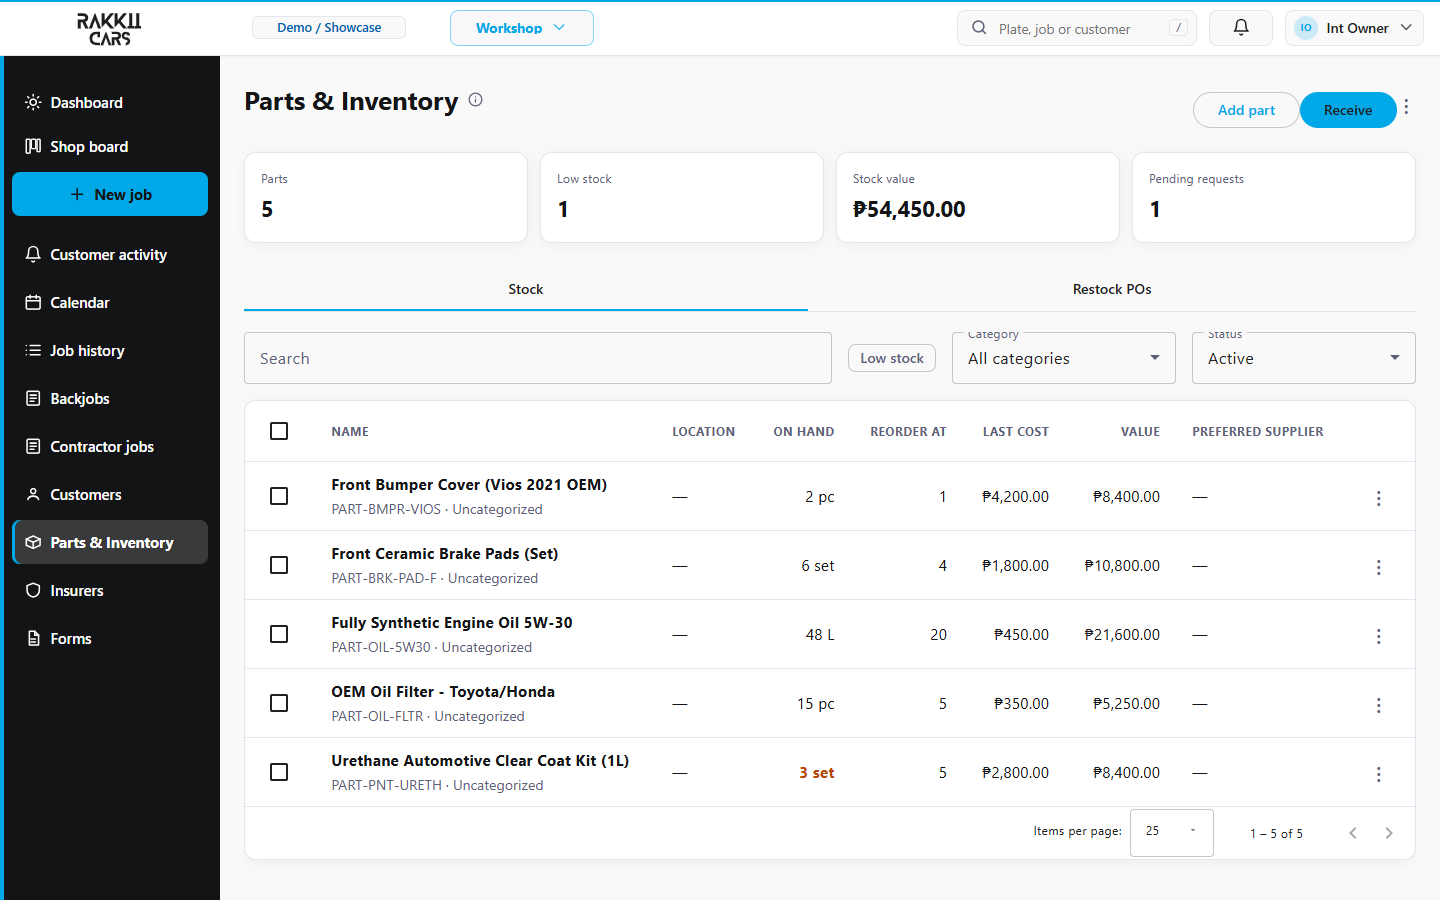 RAKKII
CARS
Demo / Showcase
Workshop
Plate, job or customer
/
IO
Int Owner
Dashboard
Shop board
+ New job
Customer activity
Calendar
Job history
Backjobs
Contractor jobs
Customers
Parts & Inventory
Insurers
Forms
Parts & Inventory
Add part
Receive
Parts
5
Low stock
1
Stock value
₱54,450.00
Pending requests
1
Stock
Restock POs
Search
Low stock
Category
All categories
Status
Active
NAME LOCATION ON HAND REORDER AT LAST COST VALUE PREFERRED SUPPLIER
Front Bumper Cover (Vios 2021 OEM)
PART-BMPR-VIOS · Uncategorized
— 2 pc 1 ₱4,200.00 ₱8,400.00 —
Front Ceramic Brake Pads (Set)
PART-BRK-PAD-F · Uncategorized
— 6 set 4 ₱1,800.00 ₱10,800.00 —
Fully Synthetic Engine Oil 5W-30
PART-OIL-5W30 · Uncategorized
— 48 L 20 ₱450.00 ₱21,600.00 —
OEM Oil Filter - Toyota/Honda
PART-OIL-FLTR · Uncategorized
— 15 pc 5 ₱350.00 ₱5,250.00 —
Urethane Automotive Clear Coat Kit (1L)
PART-PNT-URETH · Uncategorized
— 3 set 5 ₱2,800.00 ₱8,400.00 —
Items per page: 25 1 – 5 of 5